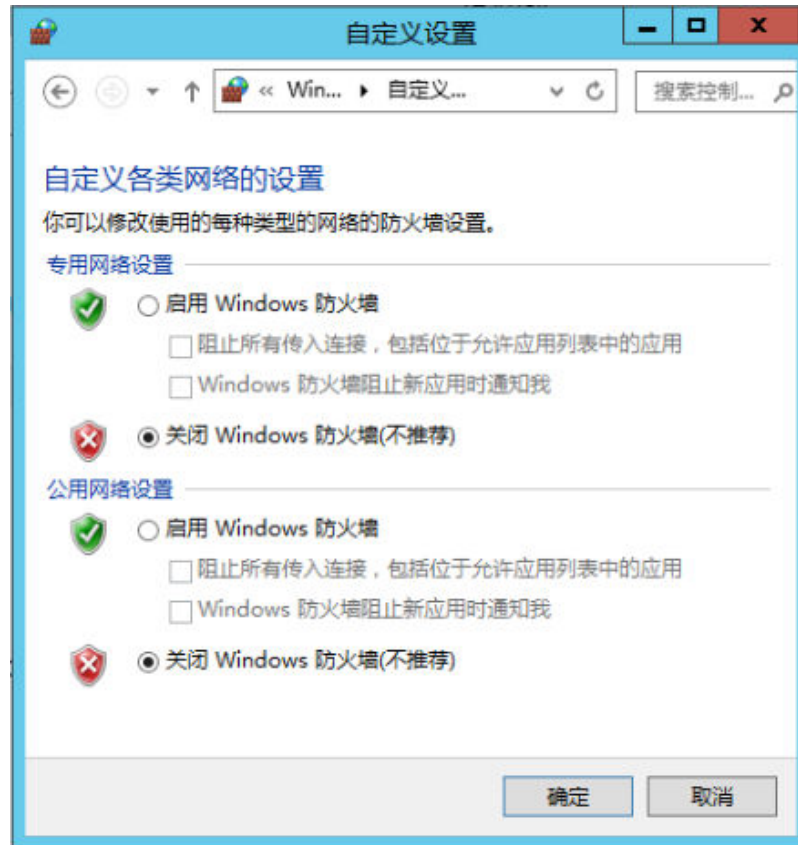 自定义设置
« Win... 自定义... 搜索控制...
自定义各类网络的设置
你可以修改使用的每种类型的网络的防火墙设置。
专用网络设置
启用 Windows 防火墙
阻止所有传入连接，包括位于允许应用列表中的应用
Windows 防火墙阻止新应用时通知我
关闭 Windows 防火墙(不推荐)
公用网络设置
启用 Windows 防火墙
阻止所有传入连接，包括位于允许应用列表中的应用
Windows 防火墙阻止新应用时通知我
关闭 Windows 防火墙(不推荐)
确定 取消